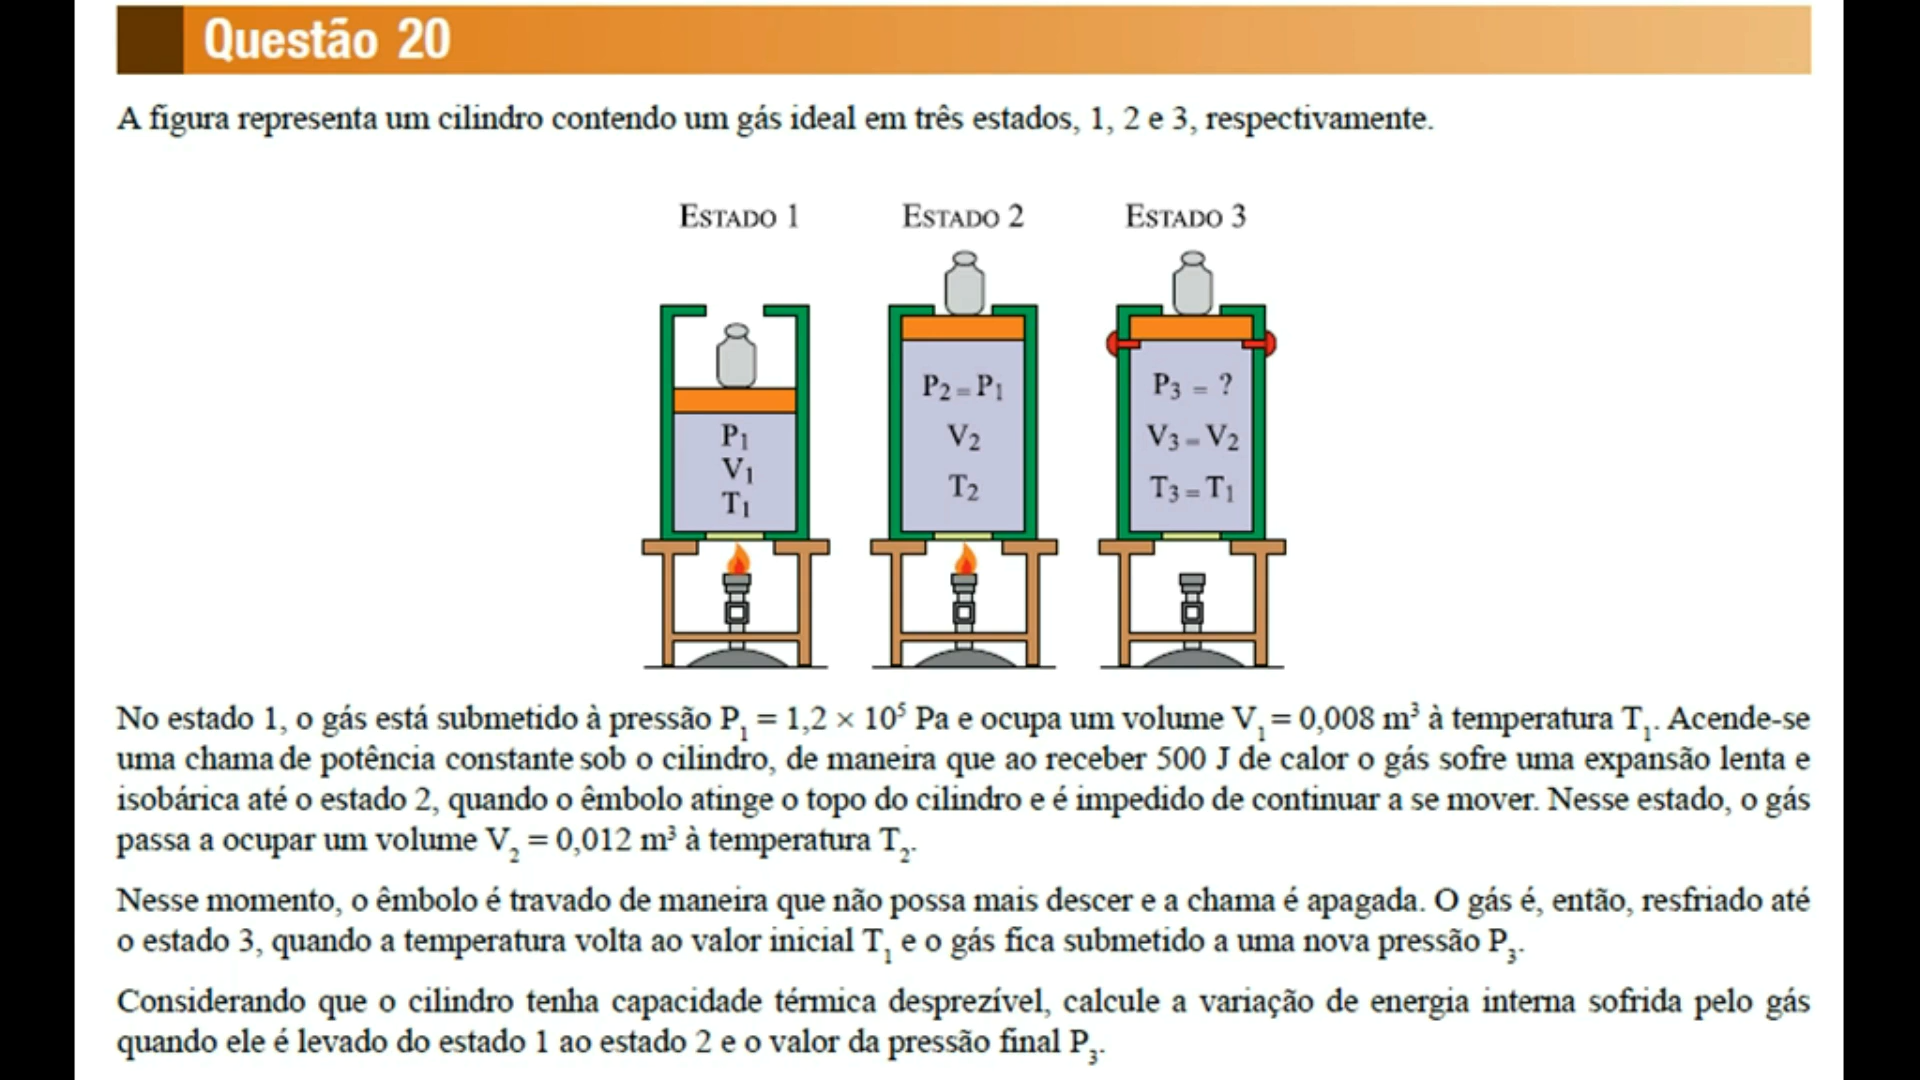 Questão 20
A figura representa um cilindro contendo um gás ideal em três estados, 1, 2 e 3, respectivamente.
ESTADO 1 ESTADO 2 ESTADO 3
P1
V1
T1
P2 = P1
V2
T2
P3 = ?
V3 = V2
T3 = T1
No estado 1, o gás está submetido à pressão P₁ = 1,2 × 10⁵ Pa e ocupa um volume V₁ = 0,008 m³ à temperatura T₁. Acende-se
uma chama de potência constante sob o cilindro, de maneira que ao receber 500 J de calor o gás sofre uma expansão lenta e
isobárica até o estado 2, quando o êmbolo atinge o topo do cilindro e é impedido de continuar a se mover. Nesse estado, o gás
passa a ocupar um volume V₂ = 0,012 m³ à temperatura T₂.
Nesse momento, o êmbolo é travado de maneira que não possa mais descer e a chama é apagada. O gás é, então, resfriado até
o estado 3, quando a temperatura volta ao valor inicial T₁ e o gás fica submetido a uma nova pressão P₃.
Considerando que o cilindro tenha capacidade térmica desprezível, calcule a variação de energia interna sofrida pelo gás
quando ele é levado do estado 1 ao estado 2 e o valor da pressão final P₃.